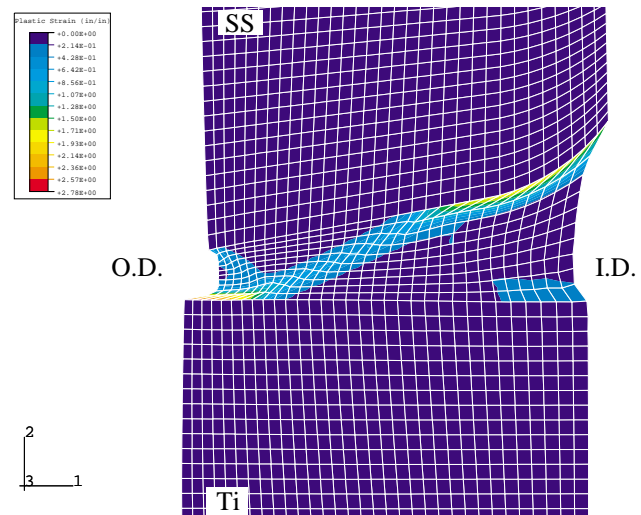 Plastic Strain (in/in)
+0.00E+00
+2.14E-01
+4.28E-01
+6.42E-01
+8.56E-01
+1.07E+00
+1.28E+00
+1.50E+00
+1.71E+00
+1.93E+00
+2.14E+00
+2.36E+00
+2.57E+00
+2.78E+00
SS
O.D.
I.D.
2
3
1
Ti